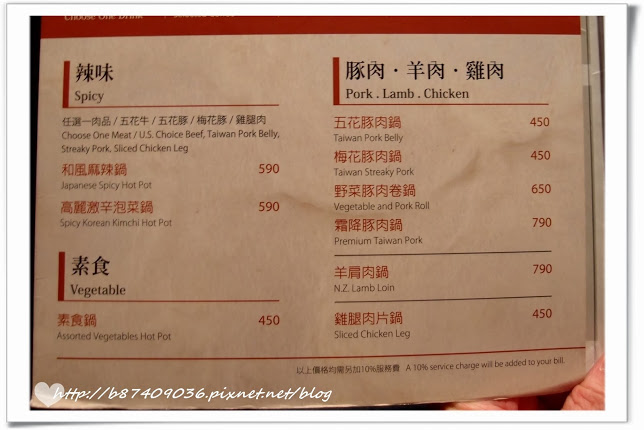 Choose One Drink
辣味
Spicy
任選一肉品 / 五花牛 / 五花豚 / 梅花豚 / 雞腿肉
Choose One Meat / U.S. Choice Beef, Taiwan Pork Belly,
Streaky Pork, Sliced Chicken Leg
和風麻辣鍋 590
Japanese Spicy Hot Pot
高麗激辛泡菜鍋 590
Spicy Korean Kimchi Hot Pot
素食
Vegetable
素食鍋 450
Assorted Vegetables Hot Pot
豚肉・羊肉・雞肉
Pork . Lamb . Chicken
五花豚肉鍋 450
Taiwan Pork Belly
梅花豚肉鍋 450
Taiwan Streaky Pork
野菜豚肉卷鍋 650
Vegetable and Pork Roll
霜降豚肉鍋 790
Premium Taiwan Pork
羊肩肉鍋 790
N.Z. Lamb Loin
雞腿肉片鍋 450
Sliced Chicken Leg
以上價格均需另加10%服務費 A 10% service charge will be added to your bill.
http://b87409036.pixnet.net/blog